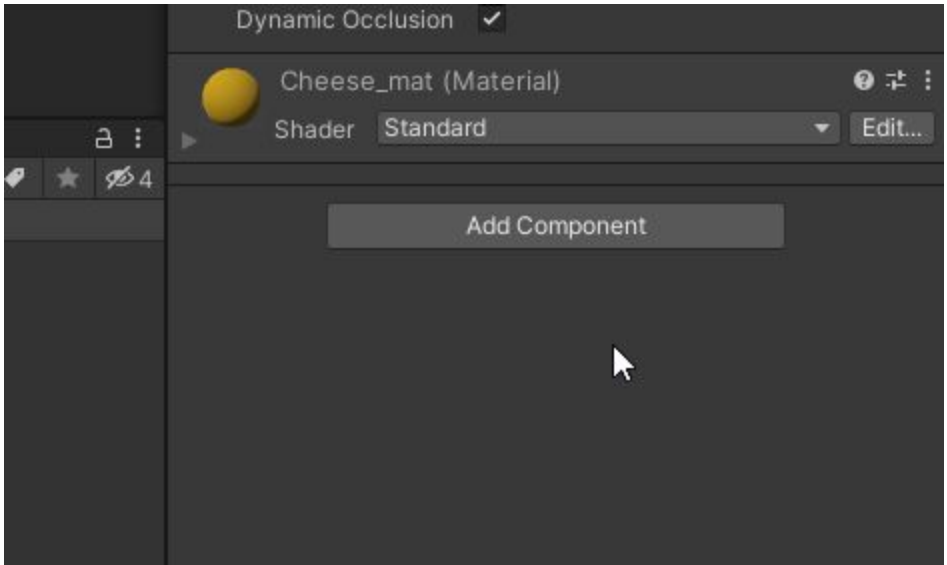 Dynamic Occlusion
Cheese_mat (Material)
Shader Standard Edit...
4
Add Component